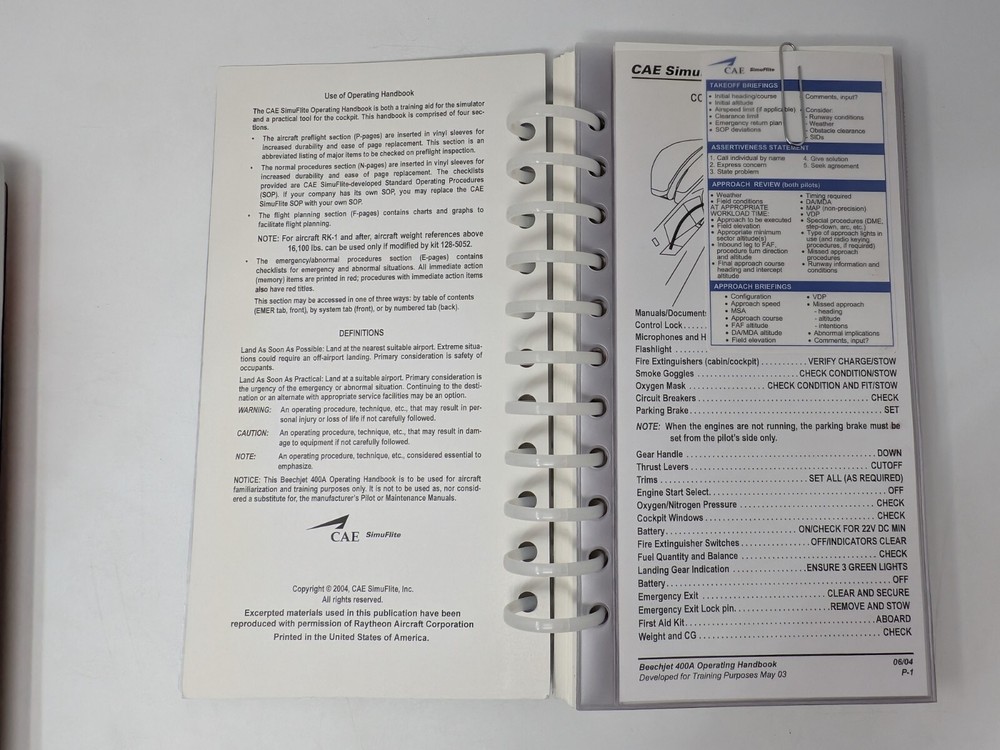 Use of Operating Handbook
The CAE SimuFlite Operating Handbook is both a training aid for the simulator
and a practical tool for the cockpit. This handbook is comprised of four sec-
tions.
• The aircraft preflight section (P-pages) are inserted in vinyl sleeves for
increased durability and ease of page replacement. This section is an
abbreviated listing of major items to be checked on preflight inspection.
• The normal procedures section (N-pages) are inserted in vinyl sleeves for
increased durability and ease of page replacement. The checklists
provided are CAE SimuFlite-developed Standard Operating Procedures
(SOP). If your company has its own SOP, you may replace the CAE
SimuFlite SOP with your own SOP.
• The flight planning section (F-pages) contains charts and graphs to
facilitate flight planning.
NOTE: For aircraft RK-1 and after, aircraft weight references above
16,100 lbs. can be used only if modified by kit 128-5052.
• The emergency/abnormal procedures section (E-pages) contains
checklists for emergency and abnormal situations. All immediate action
(memory) items are printed in red; procedures with immediate action items
also have red titles.
This section may be accessed in one of three ways: by table of contents
(EMER tab, front), by system tab (front), or by numbered tab (back).
DEFINITIONS
Land As Soon As Possible: Land at the nearest suitable airport. Extreme situa-
tions could require an off-airport landing. Primary consideration is safety of
occupants.
Land As Soon As Practical: Land at a suitable airport. Primary consideration is
the urgency of the emergency or abnormal situation. Continuing to the desti-
nation or an alternate with appropriate service facilities may be an option.
WARNING: An operating procedure, technique, etc., that may result in per-
sonal injury or loss of life if not carefully followed.
CAUTION: An operating procedure, technique, etc., that may result in dam-
age to equipment if not carefully followed.
NOTE: An operating procedure, technique, etc., considered essential to
emphasize.
NOTICE: This Beechjet 400A Operating Handbook is to be used for aircraft
familiarization and training purposes only. It is not to be used as, nor consid-
ered a substitute for, the manufacturer's Pilot or Maintenance Manuals.
CAE SimuFlite
Copyright © 2004, CAE SimuFlite, Inc.
All rights reserved.
Excerpted materials used in this publication have been
reproduced with permission of Raytheon Aircraft Corporation
Printed in the United States of America.
CAE Simu
CAE SimuFlite
TAKEOFF BRIEFINGS
• Initial heading/course
• Initial altitude
• Airspeed limit (if applicable)
• Clearance limit
• Emergency return plan
• SOP deviations
Comments, input?
Consider:
- Runway conditions
- Weather
- Obstacle clearance
- SIDs
ASSERTIVENESS STATEMENT
1. Call individual by name
2. Express concern
3. State problem
4. Give solution
5. Seek agreement
APPROACH REVIEW (both pilots)
• Weather
• Field conditions
AT APPROPRIATE
WORKLOAD TIME:
• Approach to be executed
• Field elevation
• Appropriate minimum
sector altitude(s)
• Inbound leg to FAF,
procedure turn direction
and altitude
• Final approach course
heading and intercept
altitude
• Timing required
• DA/MDA
• MAP (non-precision)
• VDP
• Special procedures (DME,
step-down, arc, etc.)
• Type of approach lights in
use (and radio keying
procedures, if required)
• Missed approach
procedures
• Runway information and
conditions
APPROACH BRIEFINGS
• Configuration
• Approach speed
• MSA
• Approach course
• FAF altitude
• DA/MDA altitude
• Field elevation
• VDP
• Missed approach
- heading
- altitude
- intentions
• Abnormal implications
• Comments, input?
CO
Manuals/Document
Control Lock.....
Microphones and H
Flashlight ........
Fire Extinguishers (cabin/cockpit) ............ VERIFY CHARGE/STOW
Smoke Goggles ........................ CHECK CONDITION/STOW
Oxygen Mask .................. CHECK CONDITION AND FIT/STOW
Circuit Breakers ........................................ CHECK
Parking Brake............................................. SET
NOTE: When the engines are not running, the parking brake must be
set from the pilot's side only.
Gear Handle ............................................. DOWN
Thrust Levers .......................................... CUTOFF
Trims ................................ SET ALL (AS REQUIRED)
Engine Start Select........................................ OFF
Oxygen/Nitrogen Pressure ................................ CHECK
Cockpit Windows ......................................... CHECK
Battery.............................. ON/CHECK FOR 22V DC MIN
Fire Extinguisher Switches ............... OFF/INDICATORS CLEAR
Fuel Quantity and Balance ................................ CHECK
Landing Gear Indication ................. ENSURE 3 GREEN LIGHTS
Battery................................................... OFF
Emergency Exit ............................. CLEAR AND SECURE
Emergency Exit Lock pin...................... REMOVE AND STOW
First Aid Kit........................................... ABOARD
Weight and CG ........................................... CHECK
Beechjet 400A Operating Handbook
Developed for Training Purposes May 03
06/04
P-1